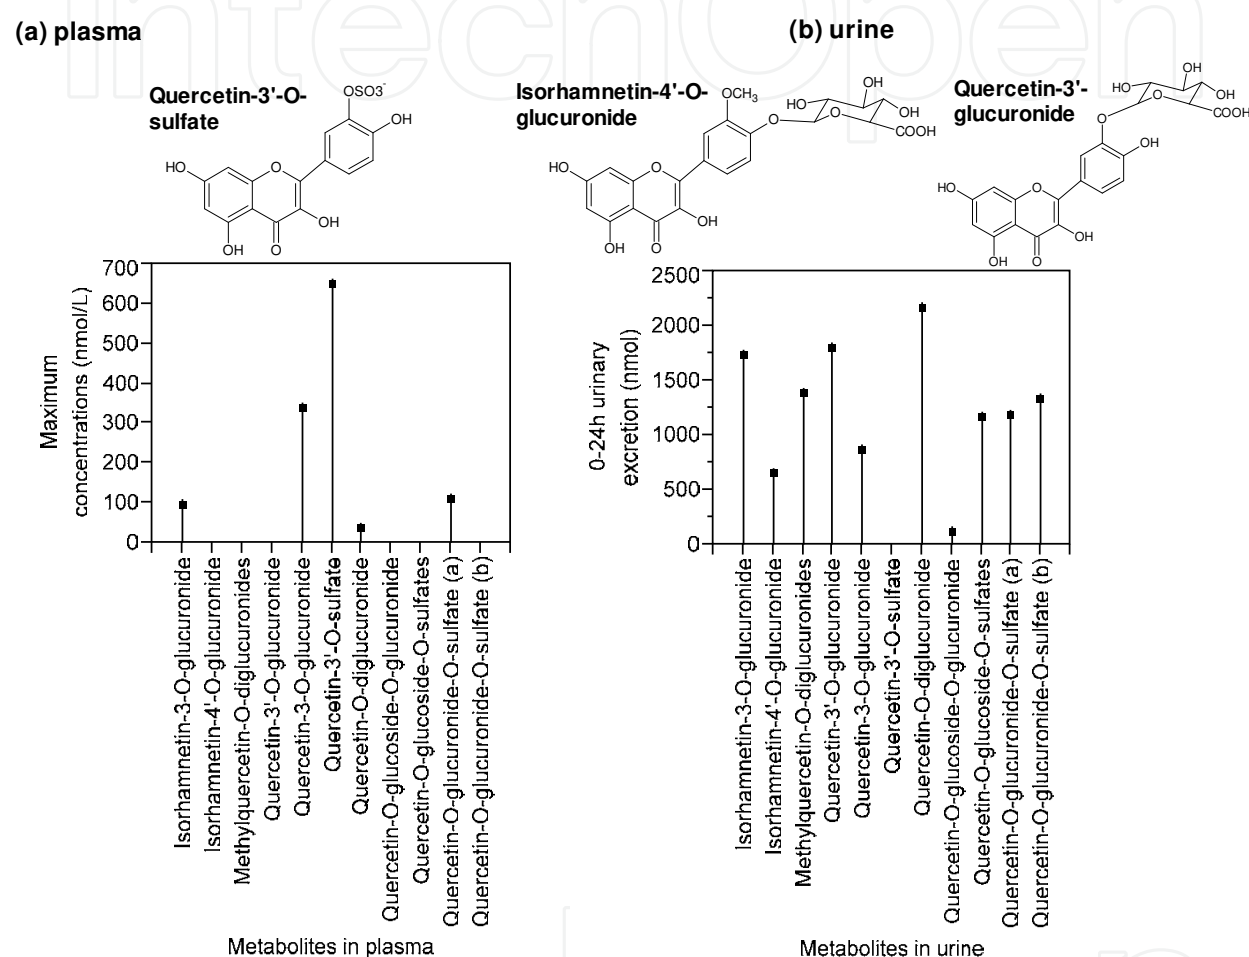 IntechOpen
(a) plasma
(b) urine
Quercetin-3'-O-
sulfate
OSO3-
OH
HO
O
OH
OH
O
Isorhamnetin-4'-O-
glucuronide
OCH3
O
HO
OH
OH
O
COOH
HO
O
OH
OH
O
Quercetin-3'-
glucuronide
HO
OH
OH
O
COOH
O
OH
HO
O
OH
OH
O
Maximum
concentrations (nmol/L)
700
600
500
400
300
200
100
0
Isorhamnetin-3-O-glucuronide
Isorhamnetin-4'-O-glucuronide
Methylquercetin-O-diglucuronides
Quercetin-3'-O-glucuronide
Quercetin-3-O-glucuronide
Quercetin-3'-O-sulfate
Quercetin-O-diglucuronide
Quercetin-O-glucoside-O-glucuronide
Quercetin-O-glucoside-O-sulfates
Quercetin-O-glucuronide-O-sulfate (a)
Quercetin-O-glucuronide-O-sulfate (b)
Metabolites in plasma
0-24h urinary
excretion (nmol)
2500
2000
1500
1000
500
0
Isorhamnetin-3-O-glucuronide
Isorhamnetin-4'-O-glucuronide
Methylquercetin-O-diglucuronides
Quercetin-3'-O-glucuronide
Quercetin-3-O-glucuronide
Quercetin-3'-O-sulfate
Quercetin-O-diglucuronide
Quercetin-O-glucoside-O-glucuronide
Quercetin-O-glucoside-O-sulfates
Quercetin-O-glucuronide-O-sulfate (a)
Quercetin-O-glucuronide-O-sulfate (b)
Metabolites in urine